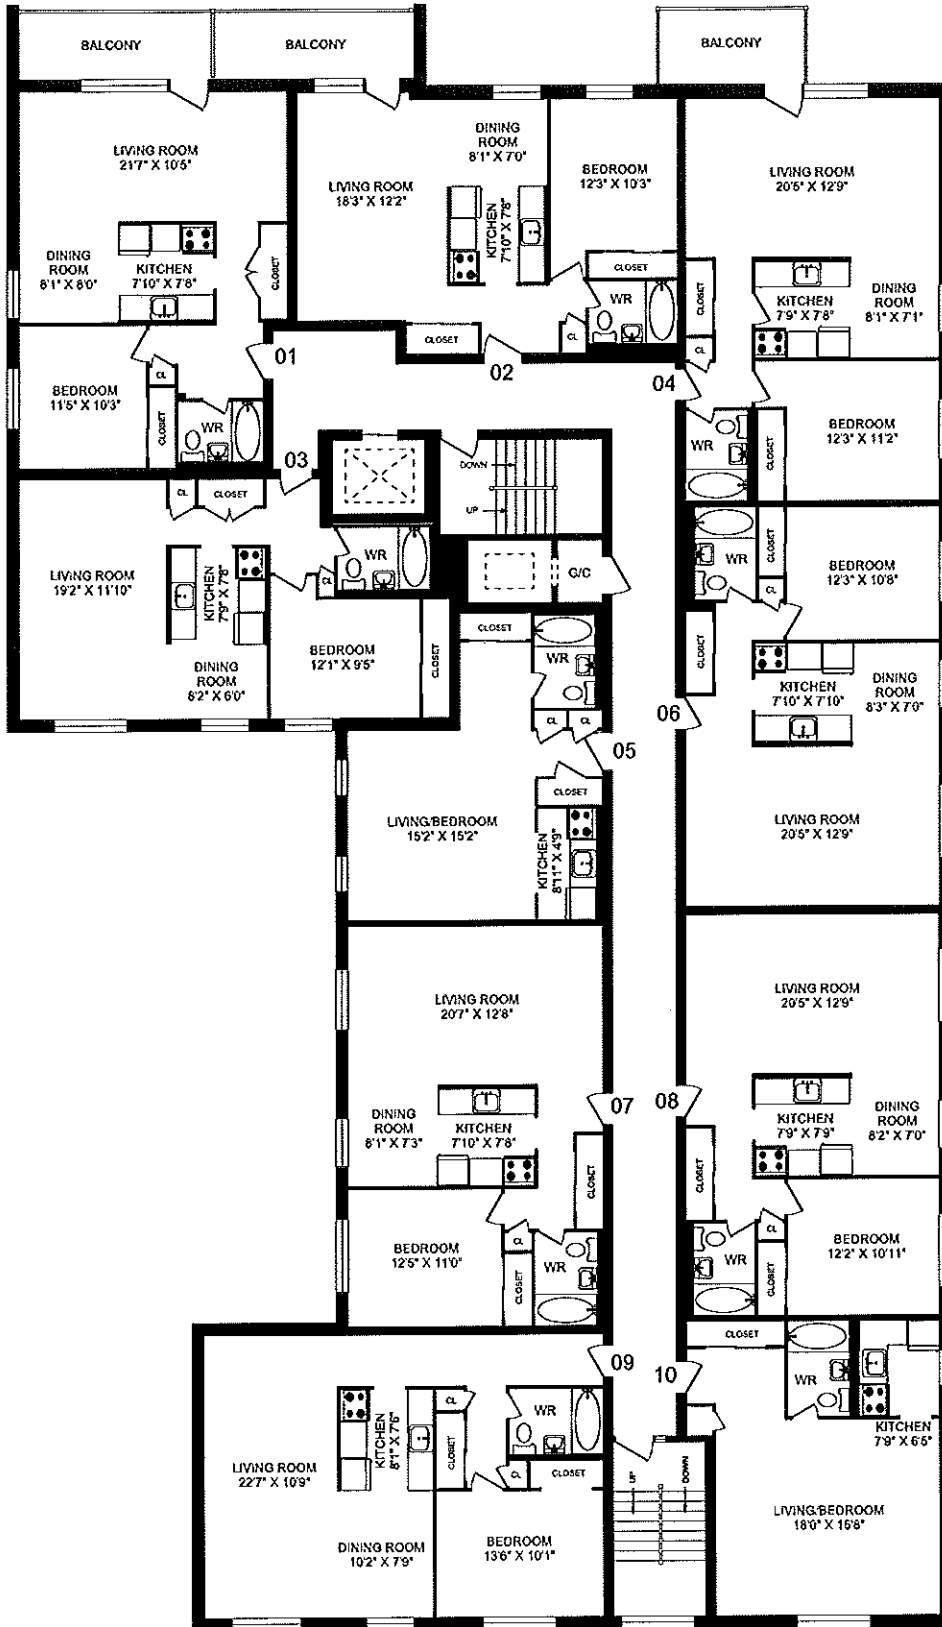 BALCONY
BALCONY
BALCONY
LIVING ROOM
21'7" X 10'5"
DINING
ROOM
8'1" X 8'0"
KITCHEN
7'10" X 7'8"
CLOSET
BEDROOM
11'5" X 10'3"
CL
CLOSET
WR
01
LIVING ROOM
18'3" X 12'2"
DINING
ROOM
8'1" X 7'0"
KITCHEN
7'10" X 7'8"
BEDROOM
12'3" X 10'3"
CLOSET
WR
CL
CLOSET
02
LIVING ROOM
20'5" X 12'9"
CLOSET
KITCHEN
7'9" X 7'8"
DINING
ROOM
8'1" X 7'1"
CL
04
BEDROOM
12'3" X 11'2"
WR
CLOSET
03
CL
CLOSET
LIVING ROOM
19'2" X 11'10"
KITCHEN
7'9" X 7'8"
WR
CL
DINING
ROOM
8'2" X 6'0"
BEDROOM
12'1" X 9'5"
CLOSET
DOWN
UP
G/C
WR
CLOSET
CL
BEDROOM
12'3" X 10'8"
CLOSET
KITCHEN
7'10" X 7'10"
DINING
ROOM
8'3" X 7'0"
06
LIVING ROOM
20'5" X 12'9"
CLOSET
WR
CL
CL
05
CLOSET
LIVING/BEDROOM
15'2" X 15'2"
KITCHEN
8'11" X 4'9"
LIVING ROOM
20'7" X 12'8"
DINING
ROOM
8'1" X 7'3"
KITCHEN
7'10" X 7'8"
07
CLOSET
BEDROOM
12'5" X 11'0"
CL
CLOSET
WR
LIVING ROOM
20'5" X 12'9"
08
KITCHEN
7'9" X 7'9"
DINING
ROOM
8'2" X 7'0"
CLOSET
CL
WR
CLOSET
BEDROOM
12'2" X 10'11"
09
KITCHEN
8'1" X 7'6"
CL
CLOSET
WR
LIVING ROOM
22'7" X 10'9"
CL
CLOSET
DINING ROOM
10'2" X 7'9"
BEDROOM
13'6" X 10'1"
UP
DOWN
10
CLOSET
WR
KITCHEN
7'9" X 6'5"
LIVING/BEDROOM
18'0" X 15'8"